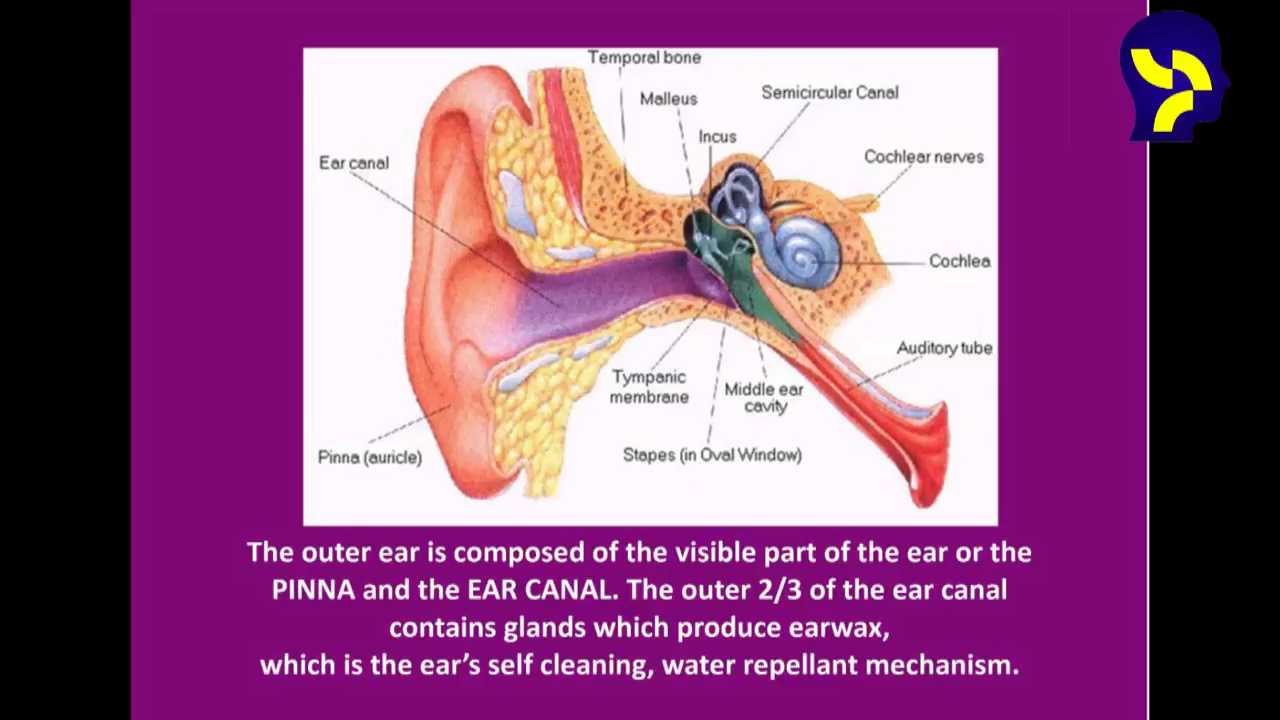 Temporal bone
Malleus
Semicircular Canal
Incus
Cochlear nerves
Ear canal
Cochlea
Auditory tube
Tympanic
membrane
Middle ear
cavity
Pinna (auricle)
Stapes (in Oval Window)
The outer ear is composed of the visible part of the ear or the
PINNA and the EAR CANAL. The outer 2/3 of the ear canal
contains glands which produce earwax,
which is the ear’s self cleaning, water repellant mechanism.